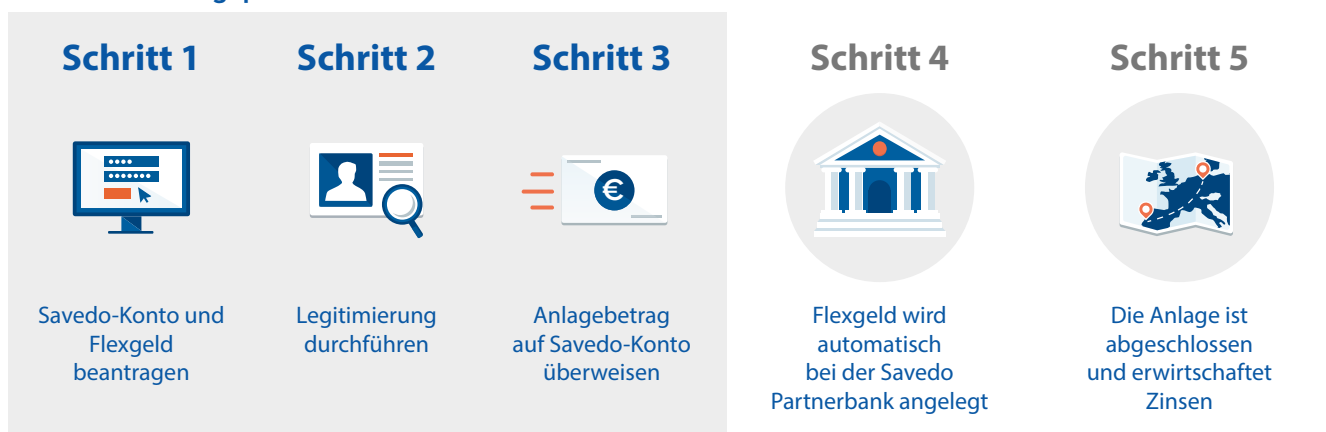 Schritt 1
Savedo-Konto und
Flexgeld
beantragen
Schritt 2
Legitimierung
durchführen
Schritt 3
Anlagebetrag
auf Savedo-Konto
überweisen
Schritt 4
Flexgeld wird
automatisch
bei der Savedo
Partnerbank angelegt
Schritt 5
Die Anlage ist
abgeschlossen
und erwirtschaftet
Zinsen